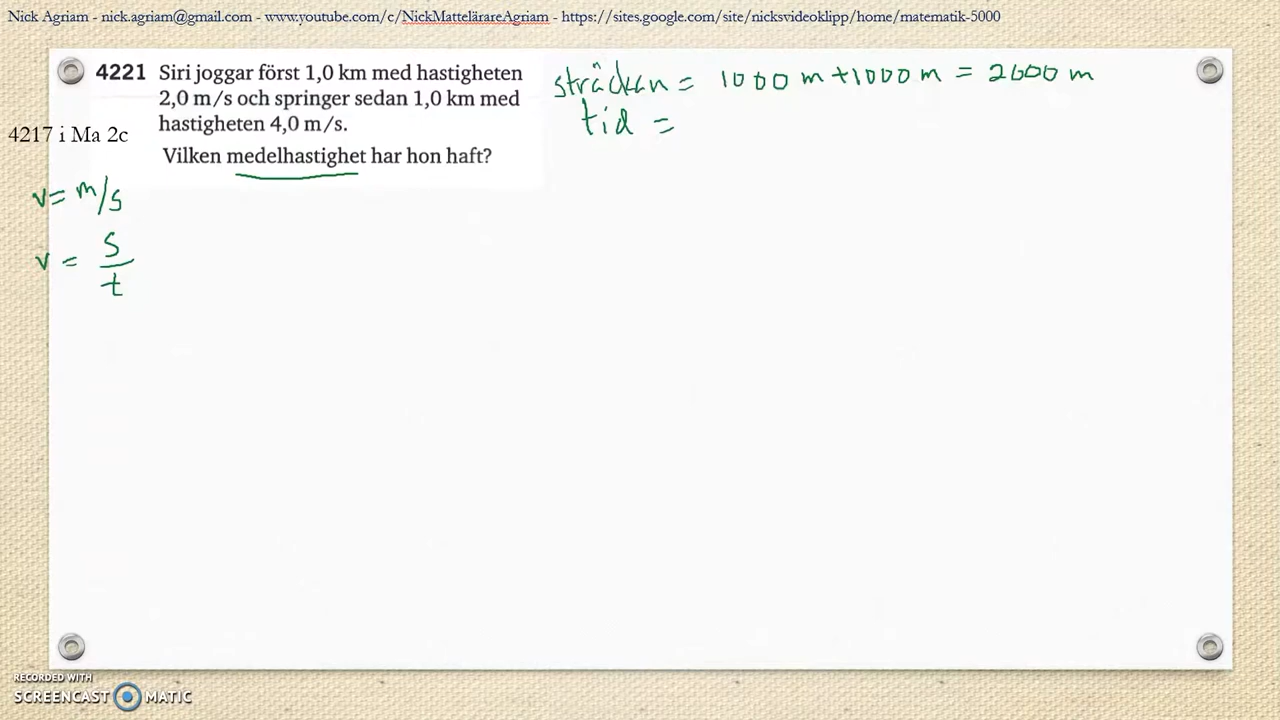 Nick Agriam - nick.agriam@gmail.com - www.youtube.com/c/NickMattelärareAgriam - https://sites.google.com/site/nicksvideoklipp/home/matematik-5000
4221 Siri joggar först 1,0 km med hastigheten
2,0 m/s och springer sedan 1,0 km med
hastigheten 4,0 m/s.
Vilken medelhastighet har hon haft?
4217 i Ma 2c
sträckan = 1000 m + 1000 m = 2000 m
tid =
v = m/s
v = s/t
RECORDED WITH
SCREENCAST MATIC